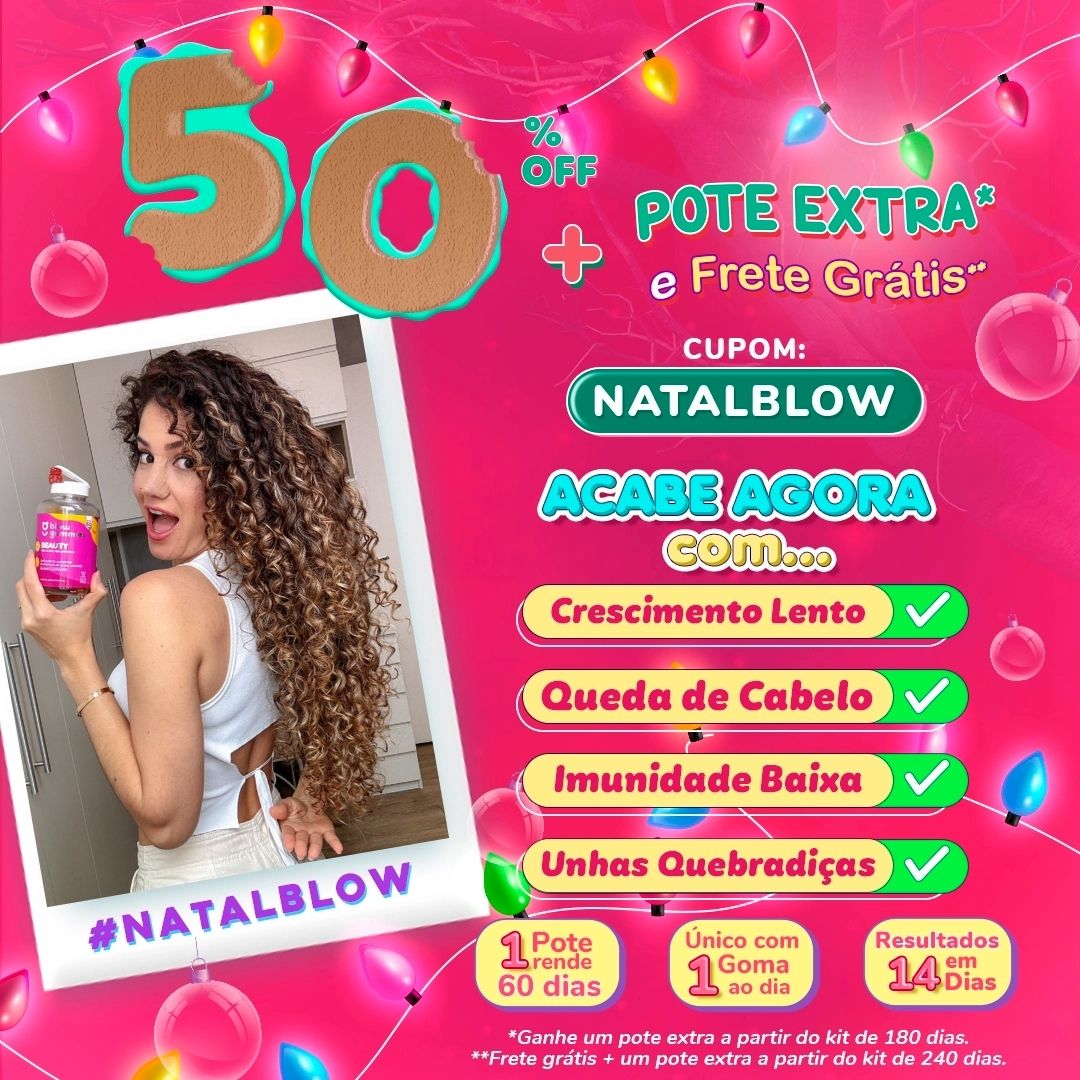 50
%
OFF
+
POTE EXTRA*
e Frete Grátis**
CUPOM:
NATALBLOW
ACABE AGORA
com...
Crescimento Lento
Queda de Cabelo
Imunidade Baixa
Unhas Quebradiças
blow
gummies
BEAUTY
#NATALBLOW
1 Pote
rende
60 dias
Único com
1 Goma
ao dia
Resultados
14 em
Dias
*Ganhe um pote extra a partir do kit de 180 dias.
**Frete grátis + um pote extra a partir do kit de 240 dias.